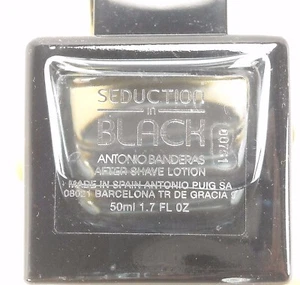 SEDUCTION
in
BLACK
ANTONIO BANDERAS
AFTER SHAVE LOTION
MADE IN SPAIN ANTONIO PUIG SA
08021 BARCELONA TR DE GRACIA 9
50ml 1.7 FL OZ